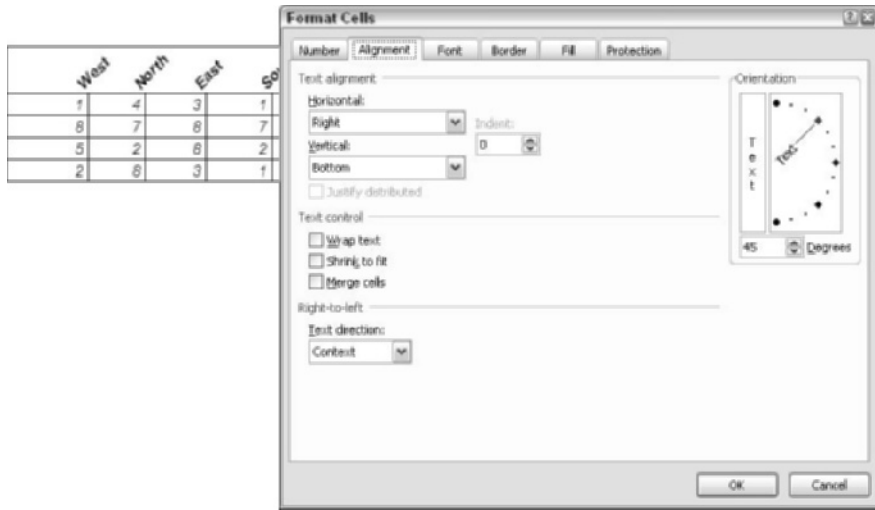 Format Cells
Number Alignment Font Border Fill Protection
West North East Sou
1 4 3 1
8 7 8 7
5 2 8 2
2 8 3 1
Text alignment
Horizontal:
Right
Indent:
0
Vertical:
Bottom
Justify distributed
Text control
Wrap text
Shrink to fit
Merge cells
Right-to-left
Text direction:
Context
Orientation
Text
Text
45 Degrees
OK Cancel